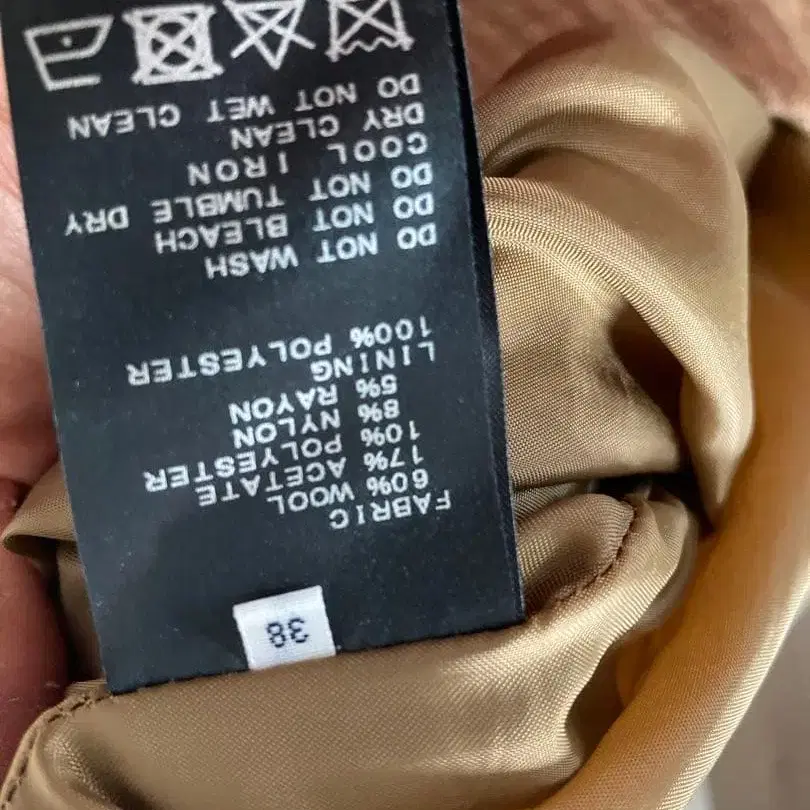 38
FABRIC
60% WOOL
17% ACETATE
10% POLYESTER
8% NYLON
5% RAYON
LINING
100% POLYESTER
DO NOT WASH
DO NOT BLEACH
DO NOT TUMBLE DRY
COOL IRON
DRY CLEAN
DO NOT WET CLEAN